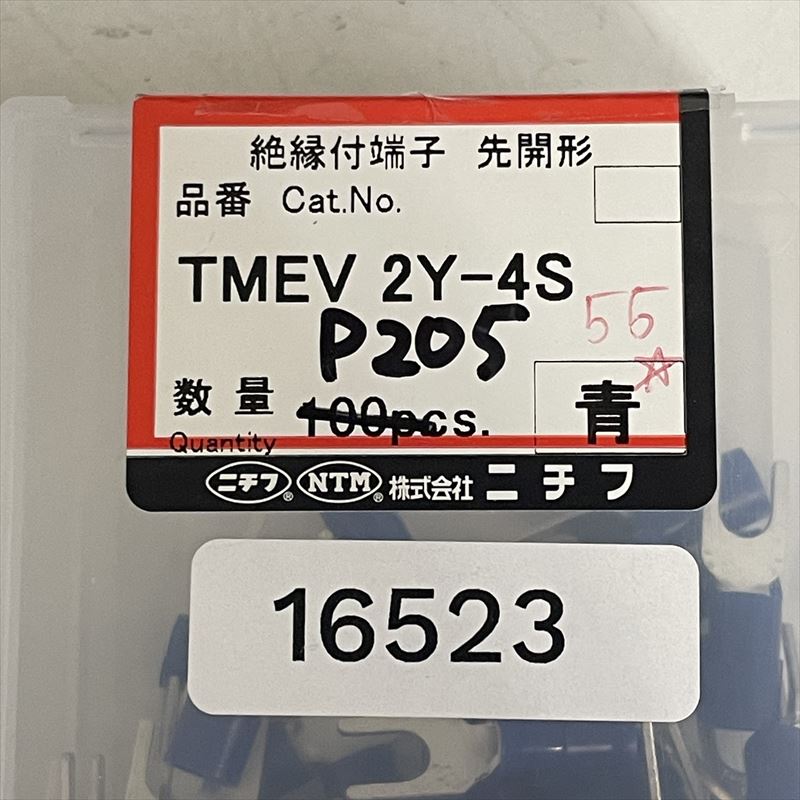 絶縁付端子 先開形
品番 Cat.No.
TMEV 2Y-4S
P205
55
数量 100pcs.
Quantity
青
ニチフ® NTM® 株式会社 ニチフ
16523